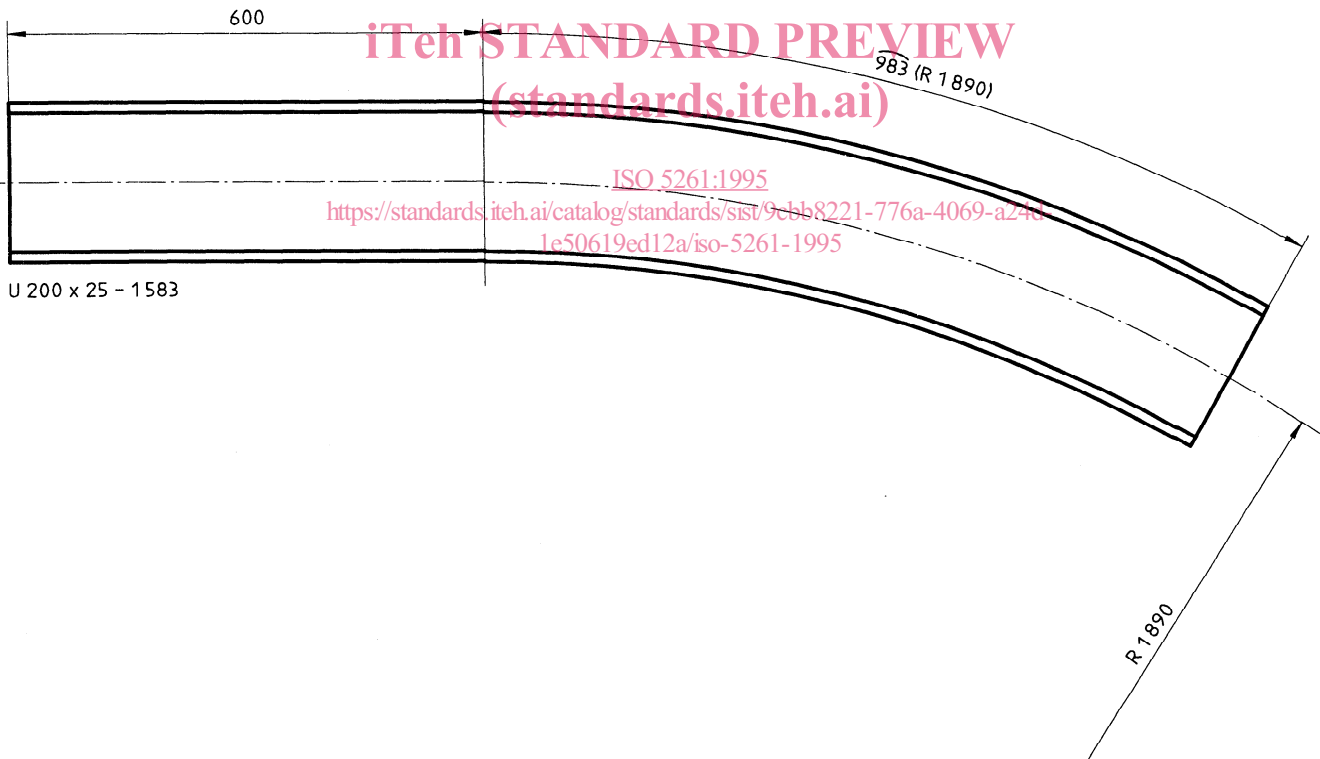 600
iTeh STANDARD PREVIEW
983 (R 1890)
(standards.iteh.ai)
ISO 5261:1995
https://standards.iteh.ai/catalog/standards/sist/9cbb8221-776a-4069-a24d-
1e50619ed12a/iso-5261-1995
U 200 x 25 - 1583
R 1890